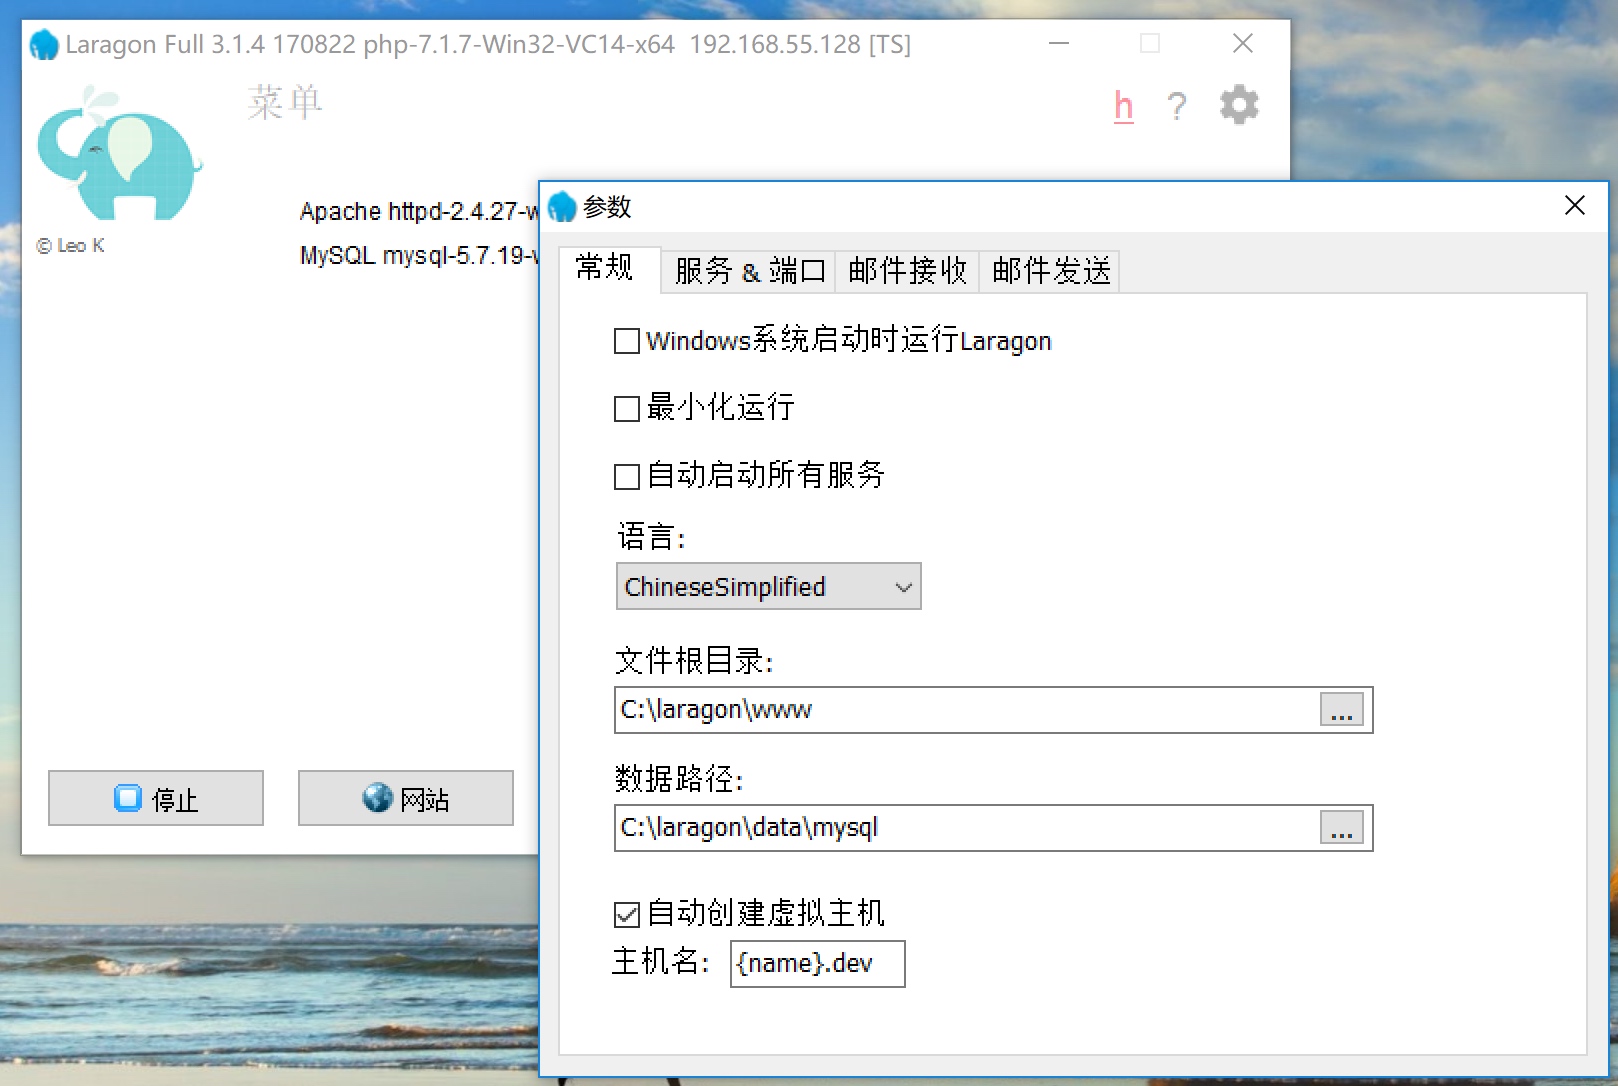 Laragon Full 3.1.4 170822 php-7.1.7-Win32-VC14-x64 192.168.55.128 [TS]
菜单
h ?
© Leo K
Apache httpd-2.4.27-w
MySQL mysql-5.7.19-
停止
网站
参数
常规
服务 & 端口
邮件接收
邮件发送
Windows系统启动时运行Laragon
最小化运行
自动启动所有服务
语言:
ChineseSimplified
文件根目录:
C:\laragon\www
...
数据路径:
C:\laragon\data\mysql
...
自动创建虚拟主机
主机名: {name}.dev